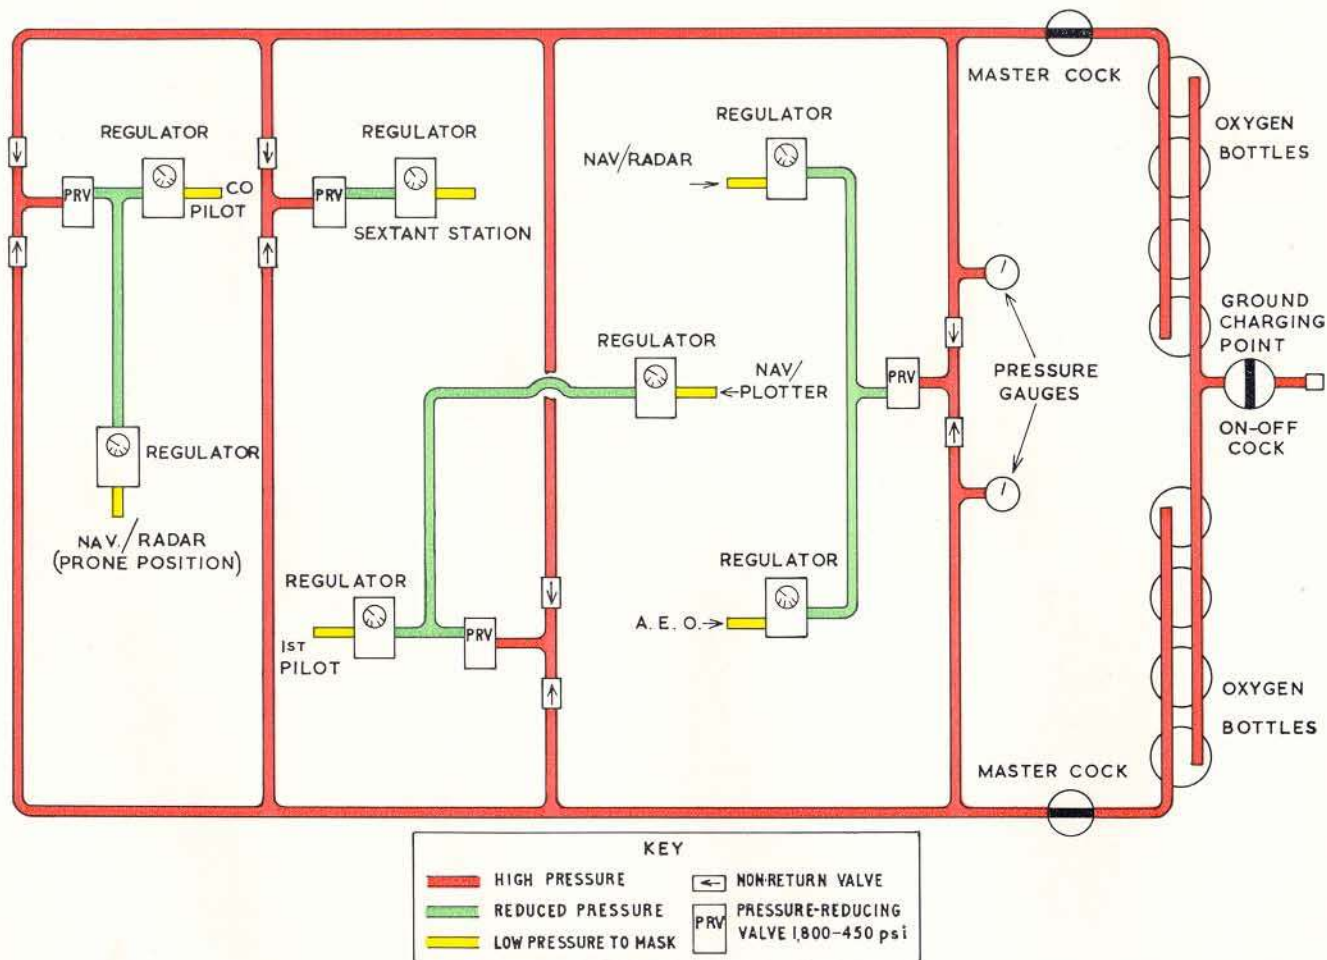 MASTER COCK
OXYGEN
BOTTLES
REGULATOR
PRV
CO
PILOT
REGULATOR
PRV
SEXTANT STATION
REGULATOR
NAV/RADAR
REGULATOR
NAV/
PLOTTER
PRV
PRESSURE
GAUGES
GROUND
CHARGING
POINT
ON-OFF
COCK
REGULATOR
NAV./RADAR
(PRONE POSITION)
REGULATOR
1ST
PILOT
PRV
REGULATOR
A. E. O.
OXYGEN
BOTTLES
MASTER COCK
KEY
HIGH PRESSURE
REDUCED PRESSURE
LOW PRESSURE TO MASK
NON-RETURN VALVE
PRV
PRESSURE-REDUCING
VALVE 1,800-450 psi